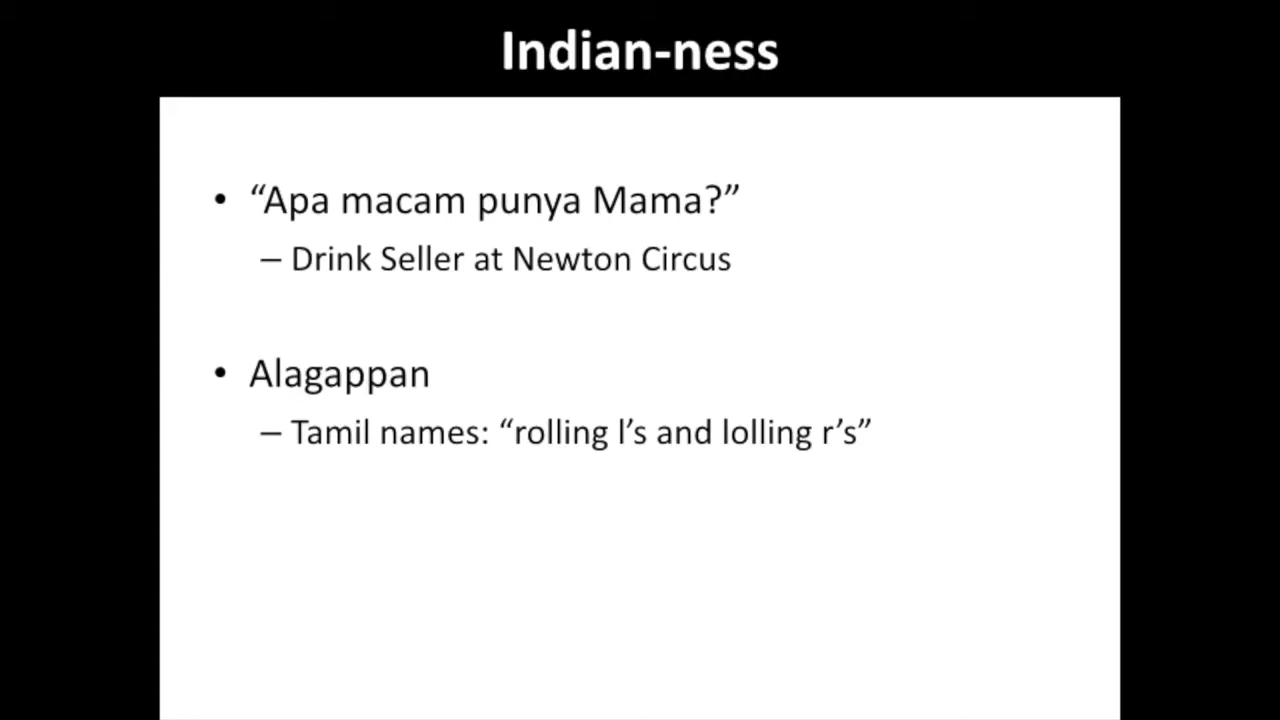 Indian-ness
• “Apa macam punya Mama?”
– Drink Seller at Newton Circus
• Alagappan
– Tamil names: “rolling l’s and lolling r’s”